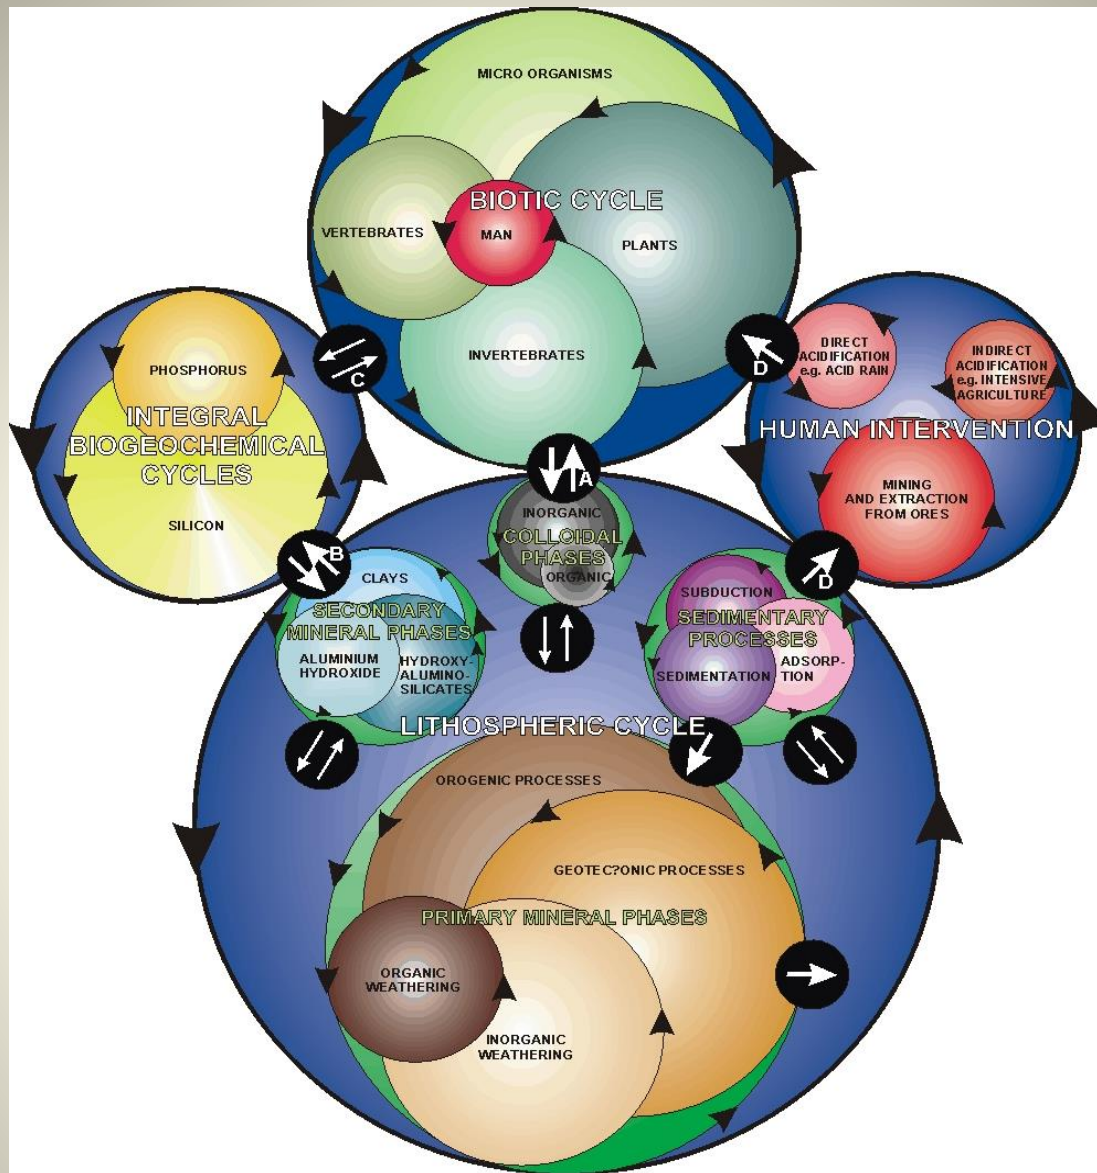 MICRO ORGANISMS
BIOTIC CYCLE
VERTEBRATES
MAN
PLANTS
INVERTEBRATES
PHOSPHORUS
INTEGRAL
BIOGEOCHEMICAL
CYCLES
SILICON
C
D
DIRECT
ACIDIFICATION
e.g. ACID RAIN
INDIRECT
ACIDIFICATION
e.g. INTENSIVE
AGRICULTURE
HUMAN INTERVENTION
MINING
AND EXTRACTION
FROM ORES
A
B
D
INORGANIC
COLLOIDAL
PHASES
ORGANIC
CLAYS
SECONDARY
MINERAL PHASES
ALUMINIUM
HYDROXIDE
HYDROXY-
ALUMINO-
SILICATES
SUBDUCTION
SEDIMENTARY
PROCESSES
SEDIMENTATION
ADSORP-
TION
LITHOSPHERIC CYCLE
OROGENIC PROCESSES
GEOTEC?ONIC PROCESSES
PRIMARY MINERAL PHASES
ORGANIC
WEATHERING
INORGANIC
WEATHERING